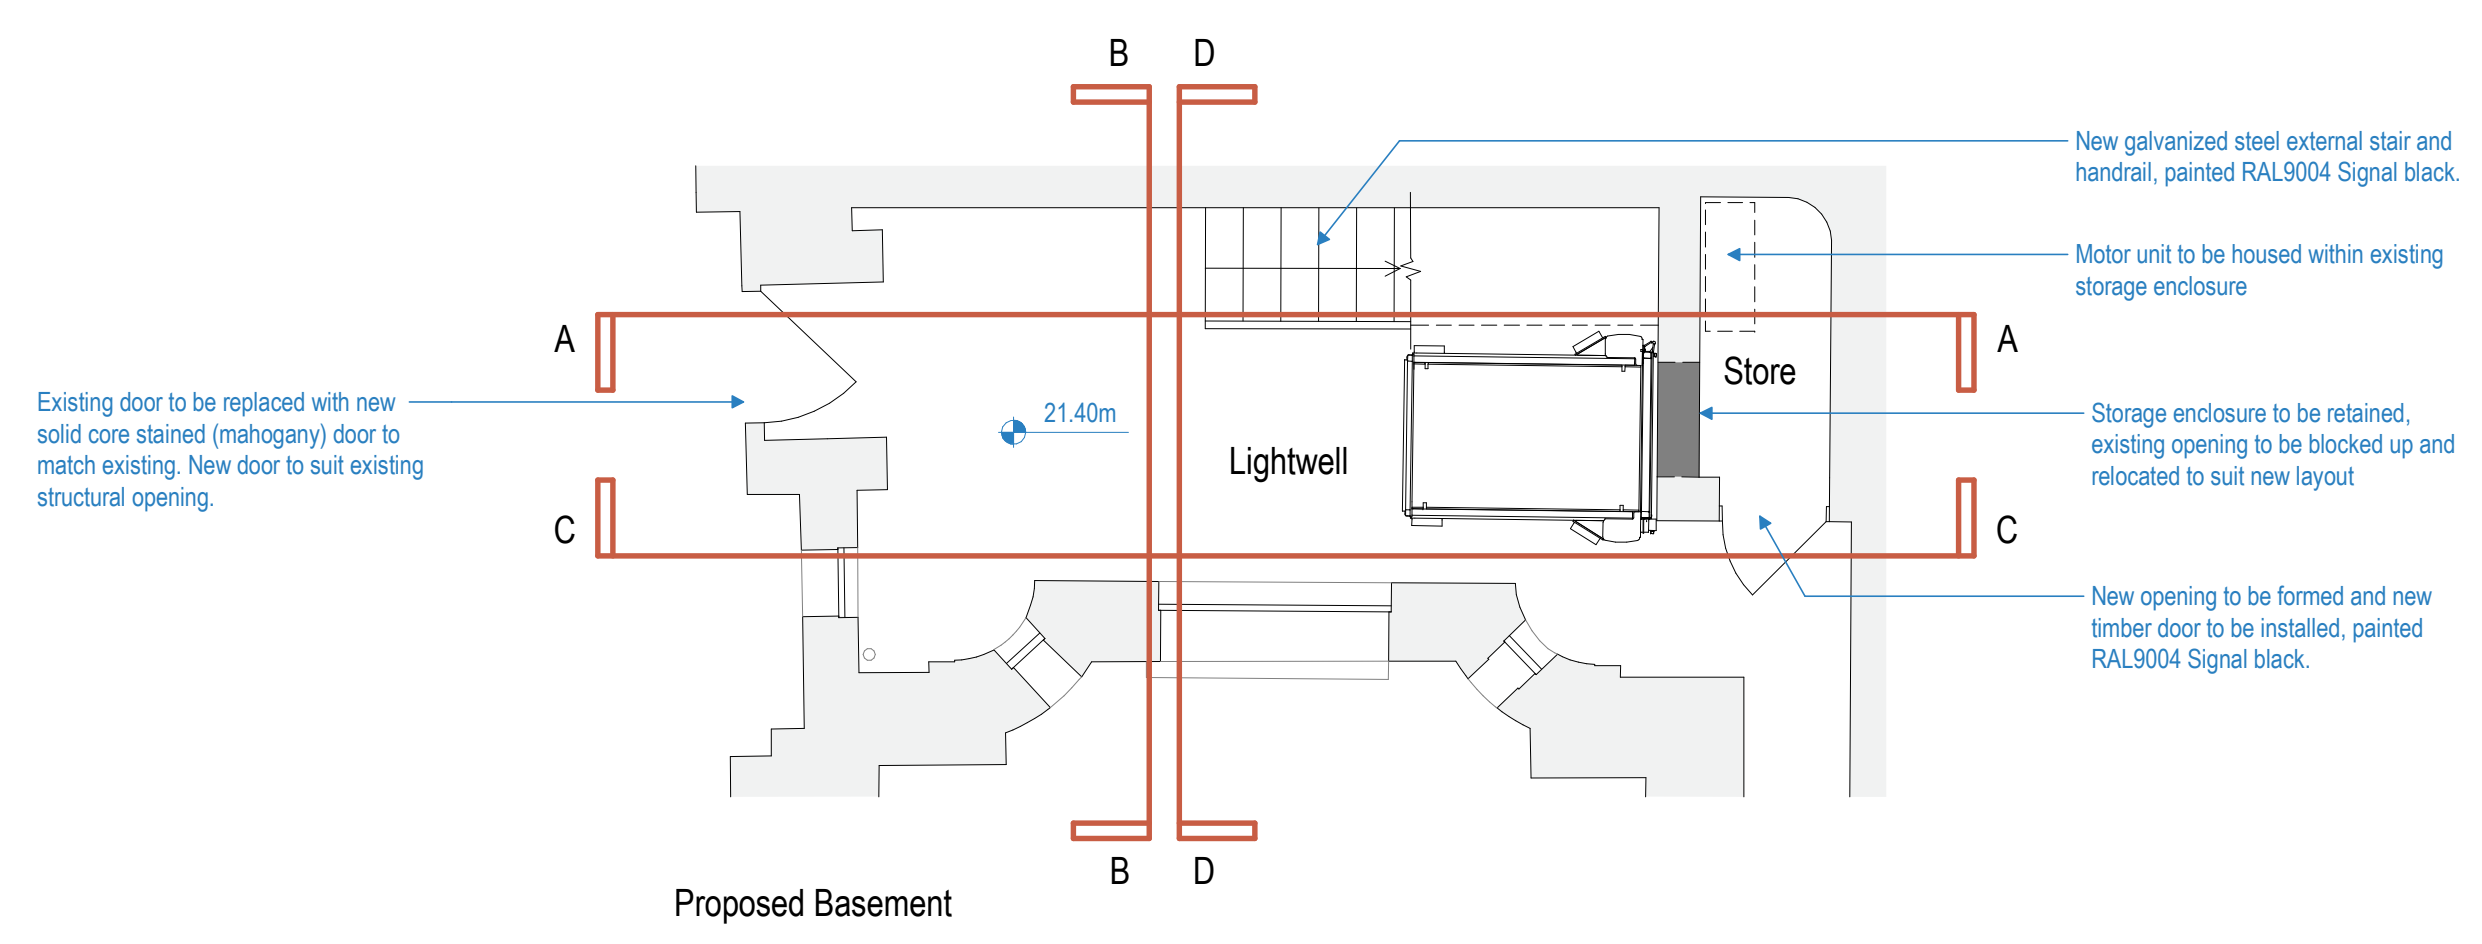 B D
New galvanized steel external stair and
handrail, painted RAL9004 Signal black.
Motor unit to be housed within existing
storage enclosure
A
A
Store
Existing door to be replaced with new
solid core stained (mahogany) door to
match existing. New door to suit existing
structural opening.
21.40m
Storage enclosure to be retained,
existing opening to be blocked up and
relocated to suit new layout
Lightwell
C
C
New opening to be formed and new
timber door to be installed, painted
RAL9004 Signal black.
B D
Proposed Basement